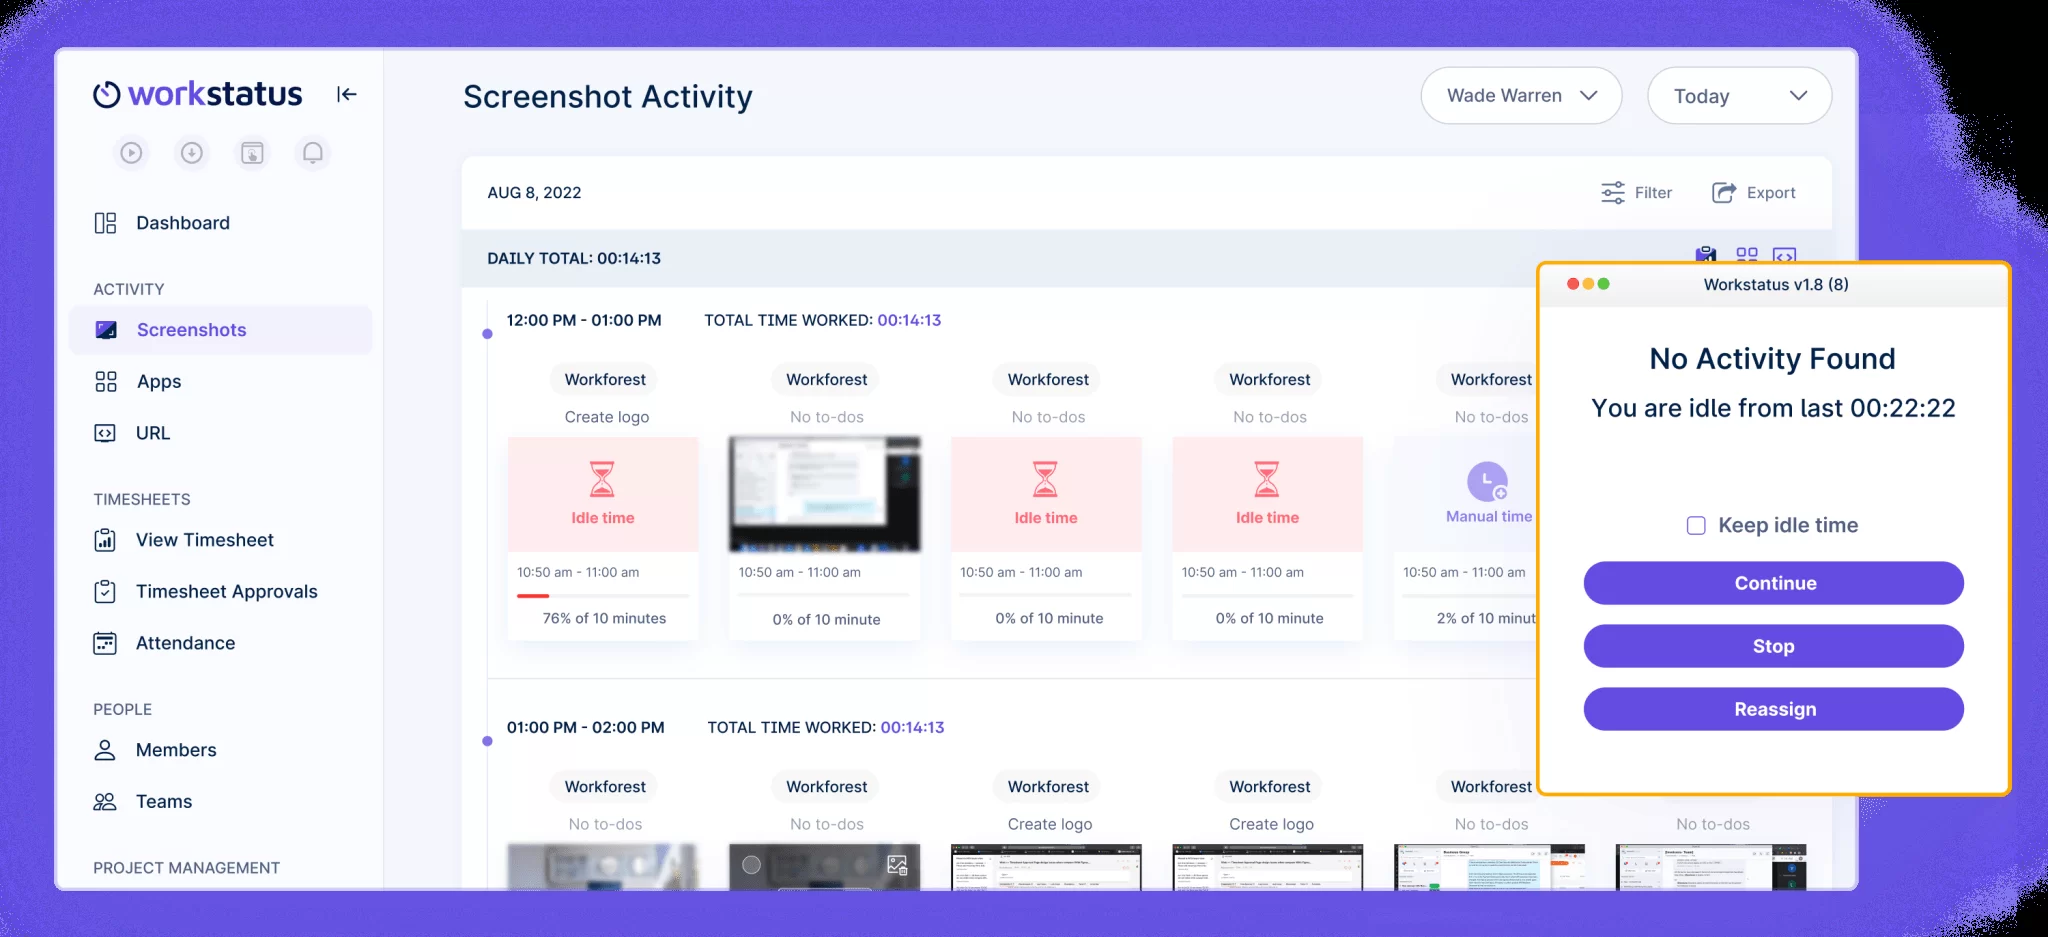 workstatus
Dashboard
ACTIVITY
Screenshots
Apps
URL
TIMESHEETS
View Timesheet
Timesheet Approvals
Attendance
PEOPLE
Members
Teams
PROJECT MANAGEMENT
Screenshot Activity
Wade Warren
Today
AUG 8, 2022
Filter
Export
DAILY TOTAL: 00:14:13
12:00 PM - 01:00 PM TOTAL TIME WORKED: 00:14:13
Workforest Workforest Workforest Workforest Workforest
Create logo No to-dos No to-dos No to-dos No to-dos
Idle time Idle time Idle time Manual time
10:50 am - 11:00 am 10:50 am - 11:00 am 10:50 am - 11:00 am 10:50 am - 11:00 am 10:50 am - 11:00 am
76% of 10 minutes 0% of 10 minute 0% of 10 minute 0% of 10 minute 2% of 10 minut
01:00 PM - 02:00 PM TOTAL TIME WORKED: 00:14:13
Workforest Workforest Workforest Workforest Workforest
No to-dos No to-dos Create logo Create logo No to-dos No to-dos
Workstatus v1.8 (8)
No Activity Found
You are idle from last 00:22:22
Keep idle time
Continue
Stop
Reassign